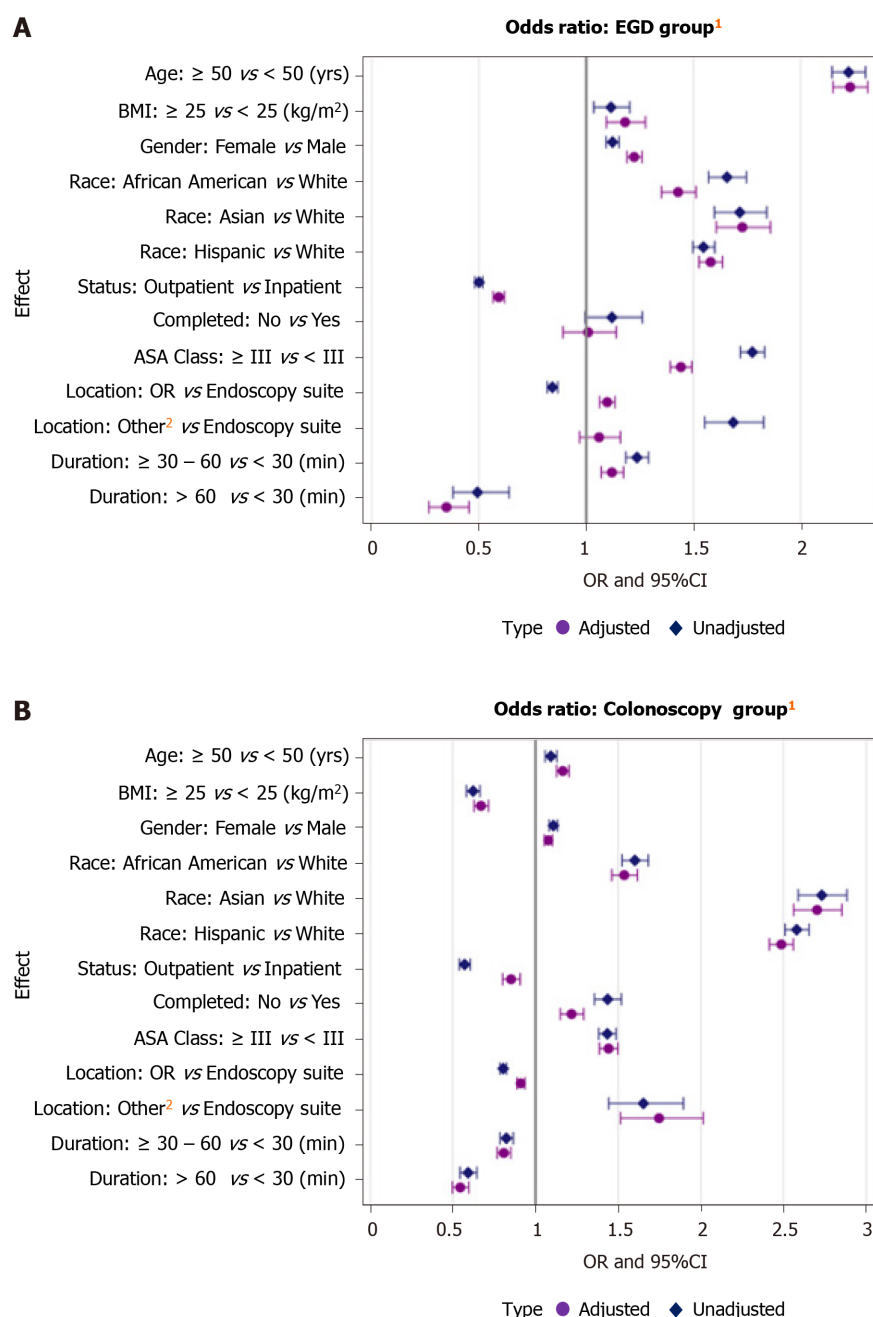 A
Odds ratio: EGD group1
Effect
Age: ≥ 50 vs < 50 (yrs)
BMI: ≥ 25 vs < 25 (kg/m2)
Gender: Female vs Male
Race: African American vs White
Race: Asian vs White
Race: Hispanic vs White
Status: Outpatient vs Inpatient
Completed: No vs Yes
ASA Class: ≥ III vs < III
Location: OR vs Endoscopy suite
Location: Other2 vs Endoscopy suite
Duration: ≥ 30 – 60 vs < 30 (min)
Duration: > 60 vs < 30 (min)
0 0.5 1 1.5 2
OR and 95%CI
Type Adjusted Unadjusted
B
Odds ratio: Colonoscopy group1
Effect
Age: ≥ 50 vs < 50 (yrs)
BMI: ≥ 25 vs < 25 (kg/m2)
Gender: Female vs Male
Race: African American vs White
Race: Asian vs White
Race: Hispanic vs White
Status: Outpatient vs Inpatient
Completed: No vs Yes
ASA Class: ≥ III vs < III
Location: OR vs Endoscopy suite
Location: Other2 vs Endoscopy suite
Duration: ≥ 30 – 60 vs < 30 (min)
Duration: > 60 vs < 30 (min)
0 0.5 1 1.5 2 2.5 3
OR and 95%CI
Type Adjusted Unadjusted